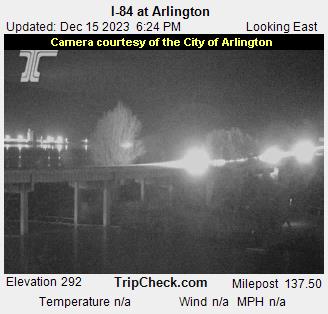 I-84 at Arlington
Updated: Dec 15 2023 6:24 PM Looking East
Camera courtesy of the City of Arlington
Elevation 292 TripCheck.com Milepost 137.50
Temperature n/a Wind n/a MPH n/a